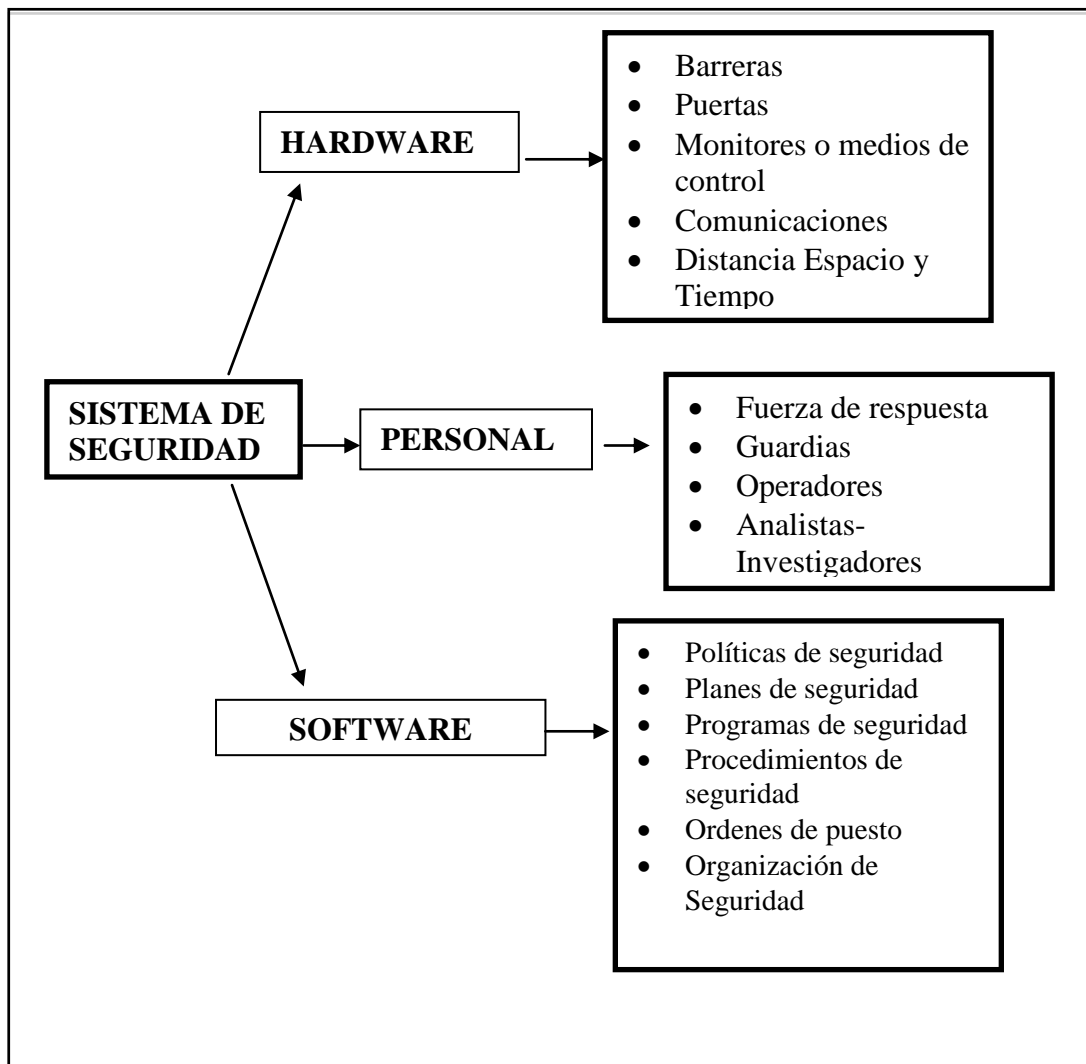 SISTEMA DE
SEGURIDAD
HARDWARE
• Barreras
• Puertas
• Monitores o medios de
control
• Comunicaciones
• Distancia Espacio y
Tiempo
PERSONAL
• Fuerza de respuesta
• Guardias
• Operadores
• Analistas-
Investigadores
SOFTWARE
• Políticas de seguridad
• Planes de seguridad
• Programas de seguridad
• Procedimientos de
seguridad
• Ordenes de puesto
• Organización de
Seguridad